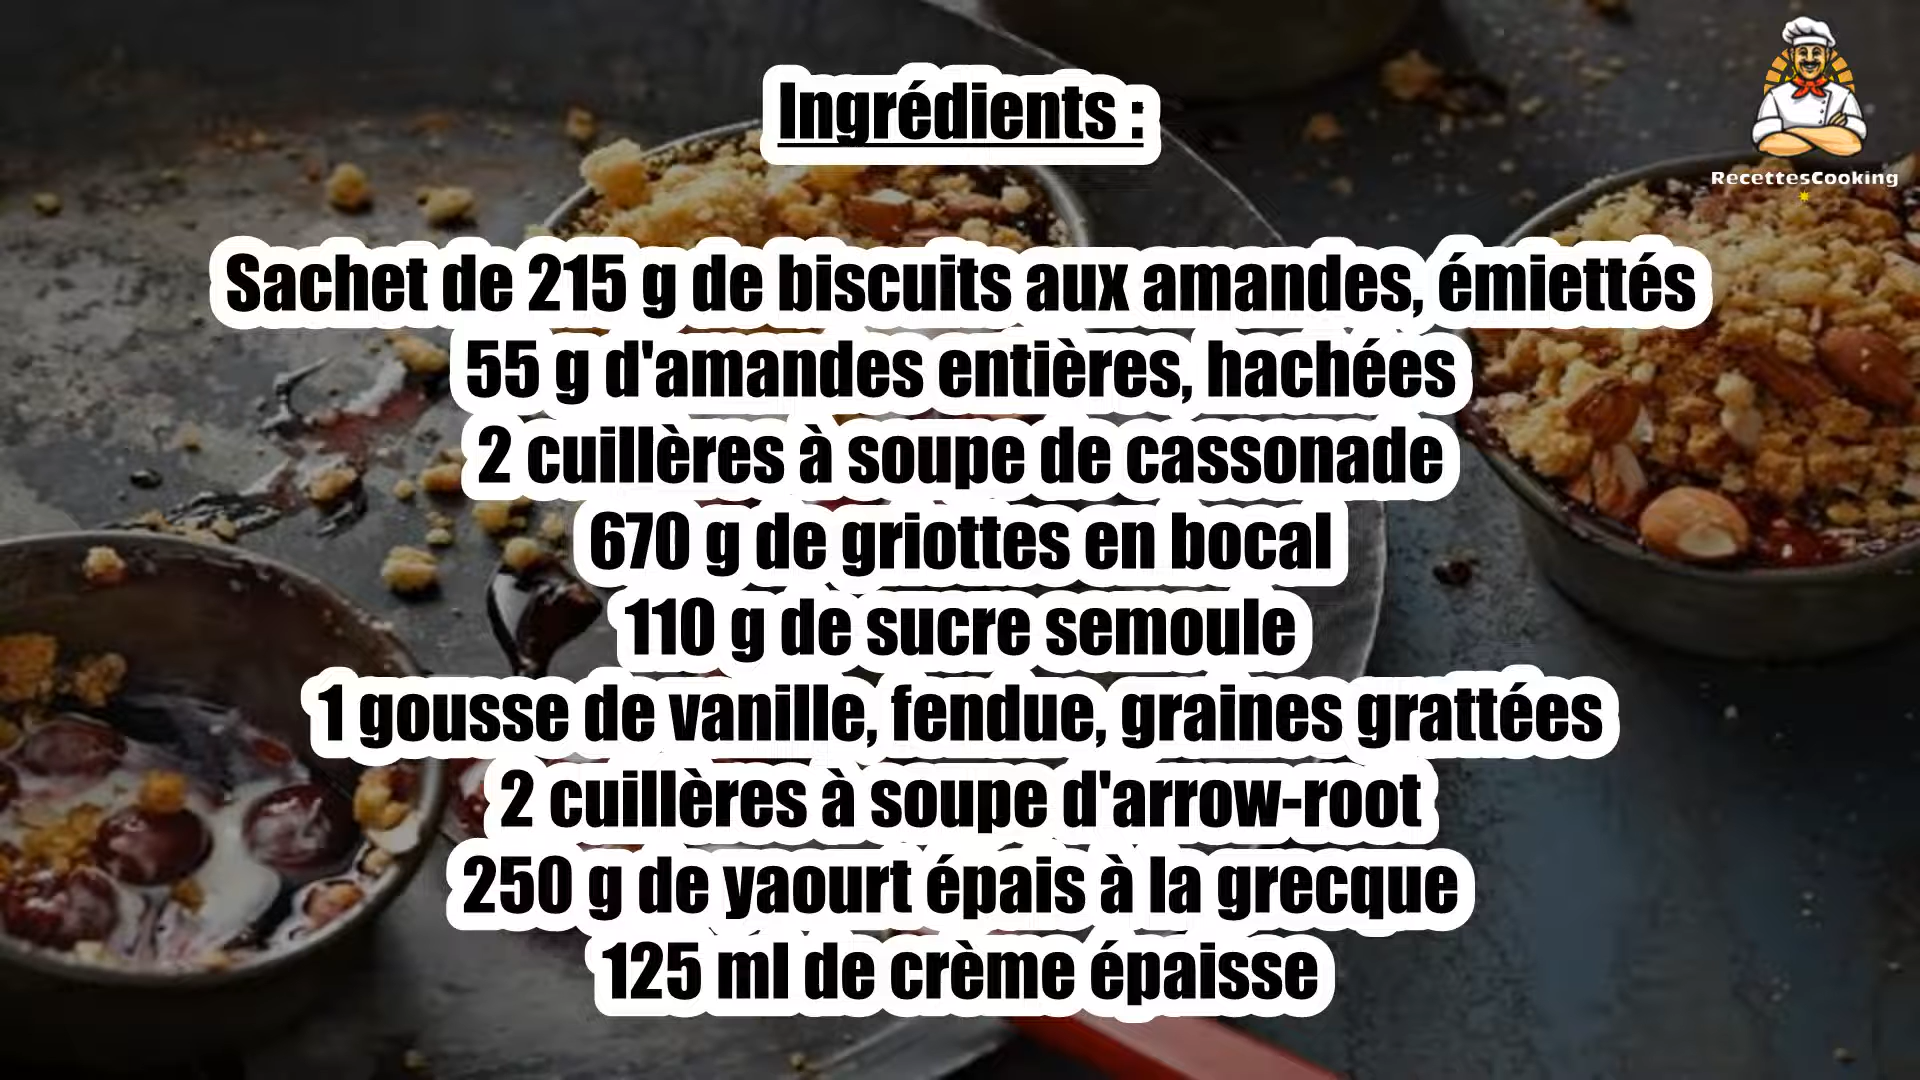 Ingrédients :
RecettesCooking
Sachet de 215 g de biscuits aux amandes, émiettés
55 g d'amandes entières, hachées
2 cuillères à soupe de cassonade
670 g de griottes en bocal
110 g de sucre semoule
1 gousse de vanille, fendue, graines grattées
2 cuillères à soupe d'arrow-root
250 g de yaourt épais à la grecque
125 ml de crème épaisse